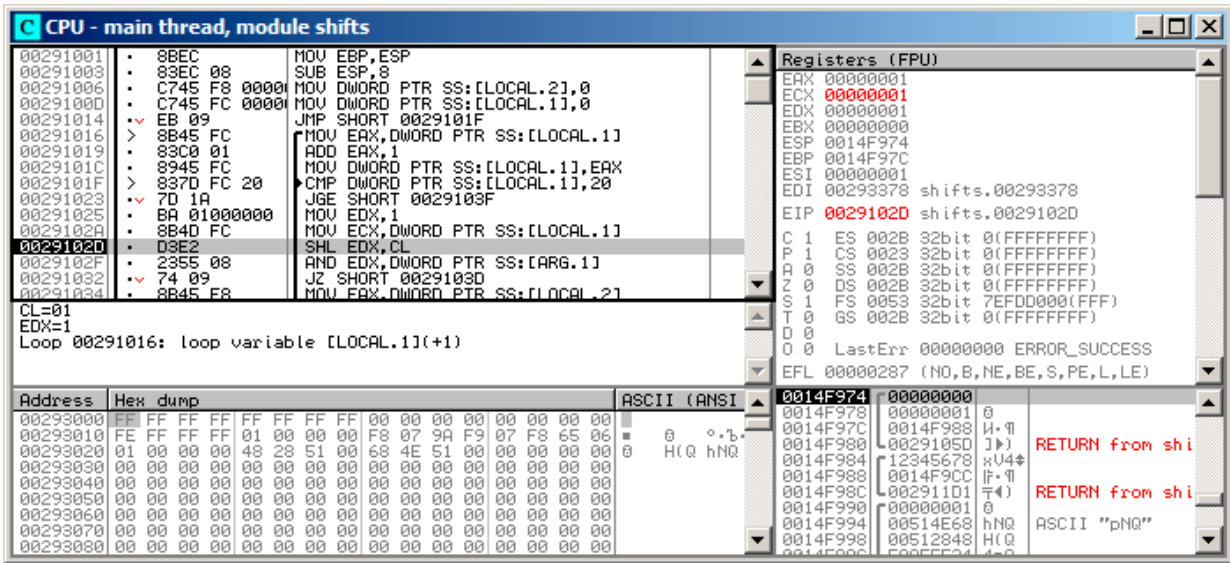 CPU - main thread, module shifts
00291001 · 8BEC MOV EBP,ESP
00291003 · 83EC 08 SUB ESP,8
00291006 · C745 F8 0000 MOV DWORD PTR SS:[LOCAL.2],0
0029100D · C745 FC 0000 MOV DWORD PTR SS:[LOCAL.1],0
00291014 ·˅ EB 09 JMP SHORT 0029101F
00291016 > 8B45 FC MOV EAX,DWORD PTR SS:[LOCAL.1]
00291019 · 83C0 01 ADD EAX,1
0029101C · 8945 FC MOV DWORD PTR SS:[LOCAL.1],EAX
0029101F > 837D FC 20 CMP DWORD PTR SS:[LOCAL.1],20
00291023 ·˅ 7D 1A JGE SHORT 0029103F
00291025 · BA 01000000 MOV EDX,1
0029102A · 8B4D FC MOV ECX,DWORD PTR SS:[LOCAL.1]
0029102D · D3E2 SHL EDX,CL
0029102F · 2355 08 AND EDX,DWORD PTR SS:[ARG.1]
00291032 ·˅ 74 09 JZ SHORT 0029103D
00291034 · 8B45 F8 MOV EAX,DWORD PTR SS:[LOCAL.2]
CL=01
EDX=1
Loop 00291016: loop variable [LOCAL.1](+1)
Registers (FPU)
EAX 00000001
ECX 00000001
EDX 00000001
EBX 00000000
ESP 0014F974
EBP 0014F97C
ESI 00000001
EDI 00293378 shifts.00293378
EIP 0029102D shifts.0029102D
C 1 ES 002B 32bit 0(FFFFFFFF)
P 1 CS 0023 32bit 0(FFFFFFFF)
A 0 SS 002B 32bit 0(FFFFFFFF)
Z 0 DS 002B 32bit 0(FFFFFFFF)
S 1 FS 0053 32bit 7EFDD000(FFF)
T 0 GS 002B 32bit 0(FFFFFFFF)
D 0
O 0 LastErr 00000000 ERROR_SUCCESS
EFL 00000287 (NO,B,NE,BE,S,PE,L,LE)
Address Hex dump ASCII (ANSI
00293000 FF FF FF FF FF FF FF FF 00 00 00 00 00 00 00 00
00293010 FE FF FF FF 01 00 00 00 F8 07 9A F9 07 F8 65 06
00293020 01 00 00 00 48 28 51 00 68 4E 51 00 00 00 00 00 H(Q hNQ
00293030 00 00 00 00 00 00 00 00 00 00 00 00 00 00 00 00
00293040 00 00 00 00 00 00 00 00 00 00 00 00 00 00 00 00
00293050 00 00 00 00 00 00 00 00 00 00 00 00 00 00 00 00
00293060 00 00 00 00 00 00 00 00 00 00 00 00 00 00 00 00
00293070 00 00 00 00 00 00 00 00 00 00 00 00 00 00 00 00
00293080 00 00 00 00 00 00 00 00 00 00 00 00 00 00 00 00
0014F974 00000000
0014F978 00000001
0014F97C 0014F988
0014F980 0029105D RETURN from shi
0014F984 12345678 xV4
0014F988 0014F9CC
0014F98C 002911D1 RETURN from shi
0014F990 00000001
0014F994 00514E68 hNQ ASCII "pNQ"
0014F998 00512848 H(Q